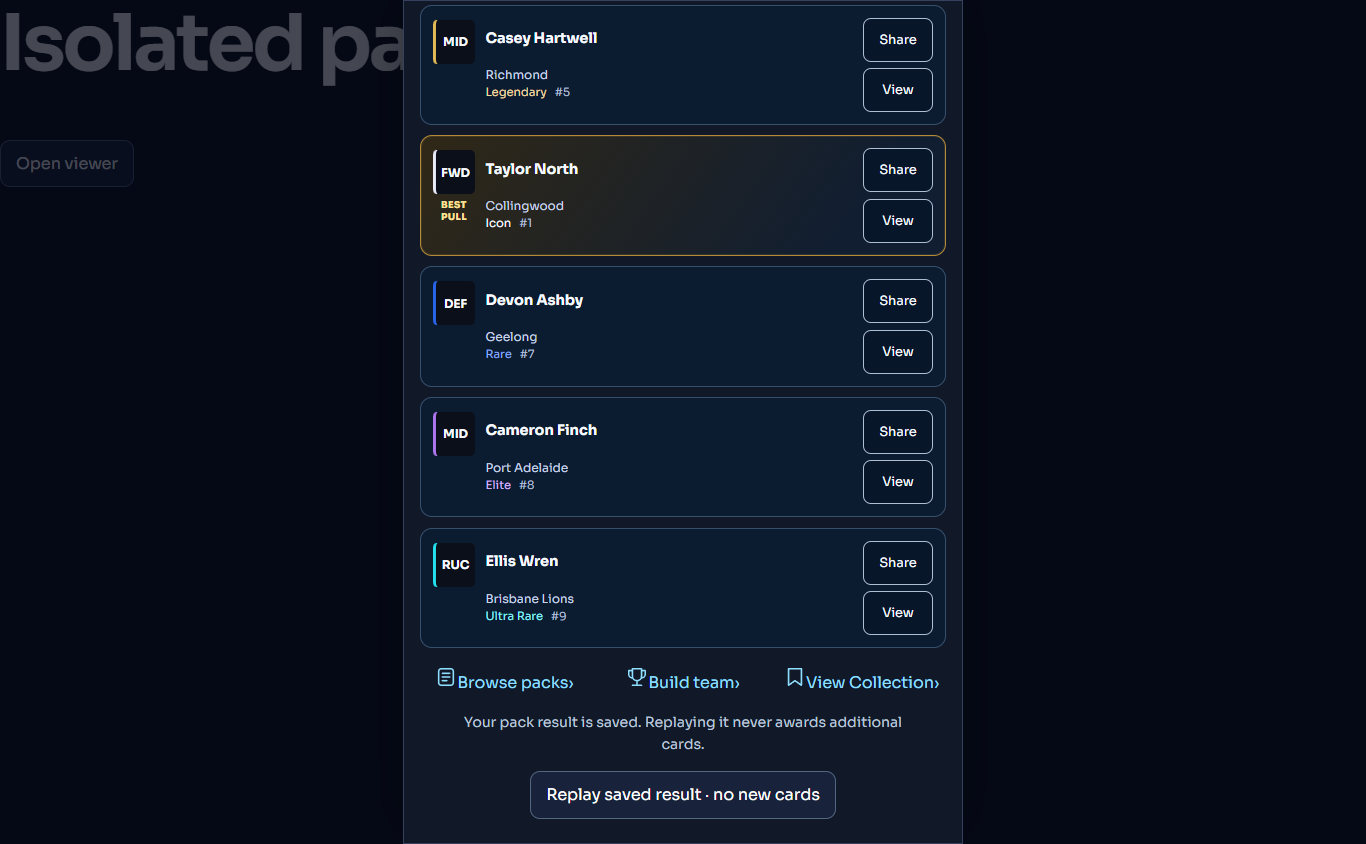 Isolated pa
Open viewer
MID
Casey Hartwell
Richmond
Legendary #5
Share
View
FWD
BEST
PULL
Taylor North
Collingwood
Icon #1
Share
View
DEF
Devon Ashby
Geelong
Rare #7
Share
View
MID
Cameron Finch
Port Adelaide
Elite #8
Share
View
RUC
Ellis Wren
Brisbane Lions
Ultra Rare #9
Share
View
Browse packs› Build team› View Collection›
Your pack result is saved. Replaying it never awards additional
cards.
Replay saved result · no new cards